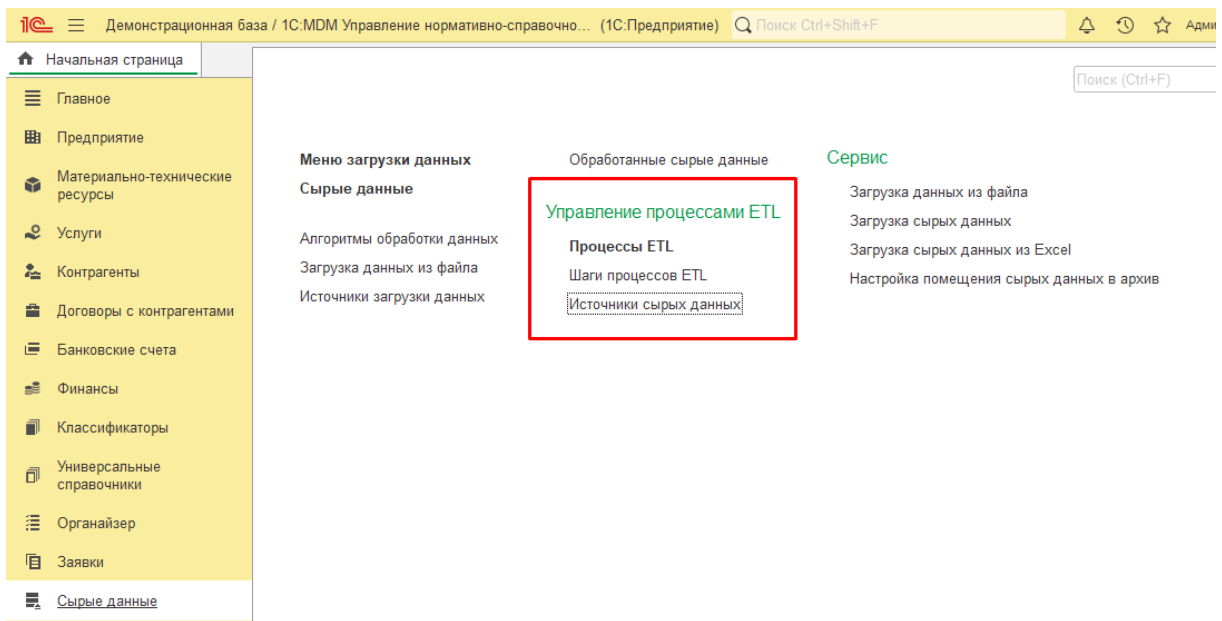 1С Демонстрационная база / 1С:MDM Управление нормативно-справочно... (1С:Предприятие) Поиск Ctrl+Shift+F
Начальная страница
Поиск (Ctrl+F)
Главное
Предприятие
Материально-технические
ресурсы
Услуги
Контрагенты
Договоры с контрагентами
Банковские счета
Финансы
Классификаторы
Универсальные
справочники
Органайзер
Заявки
Сырые данные
Меню загрузки данных
Сырые данные
Алгоритмы обработки данных
Загрузка данных из файла
Источники загрузки данных
Обработанные сырые данные
Управление процессами ETL
Процессы ETL
Шаги процессов ETL
Источники сырых данных
Сервис
Загрузка данных из файла
Загрузка сырых данных
Загрузка сырых данных из Excel
Настройка помещения сырых данных в архив